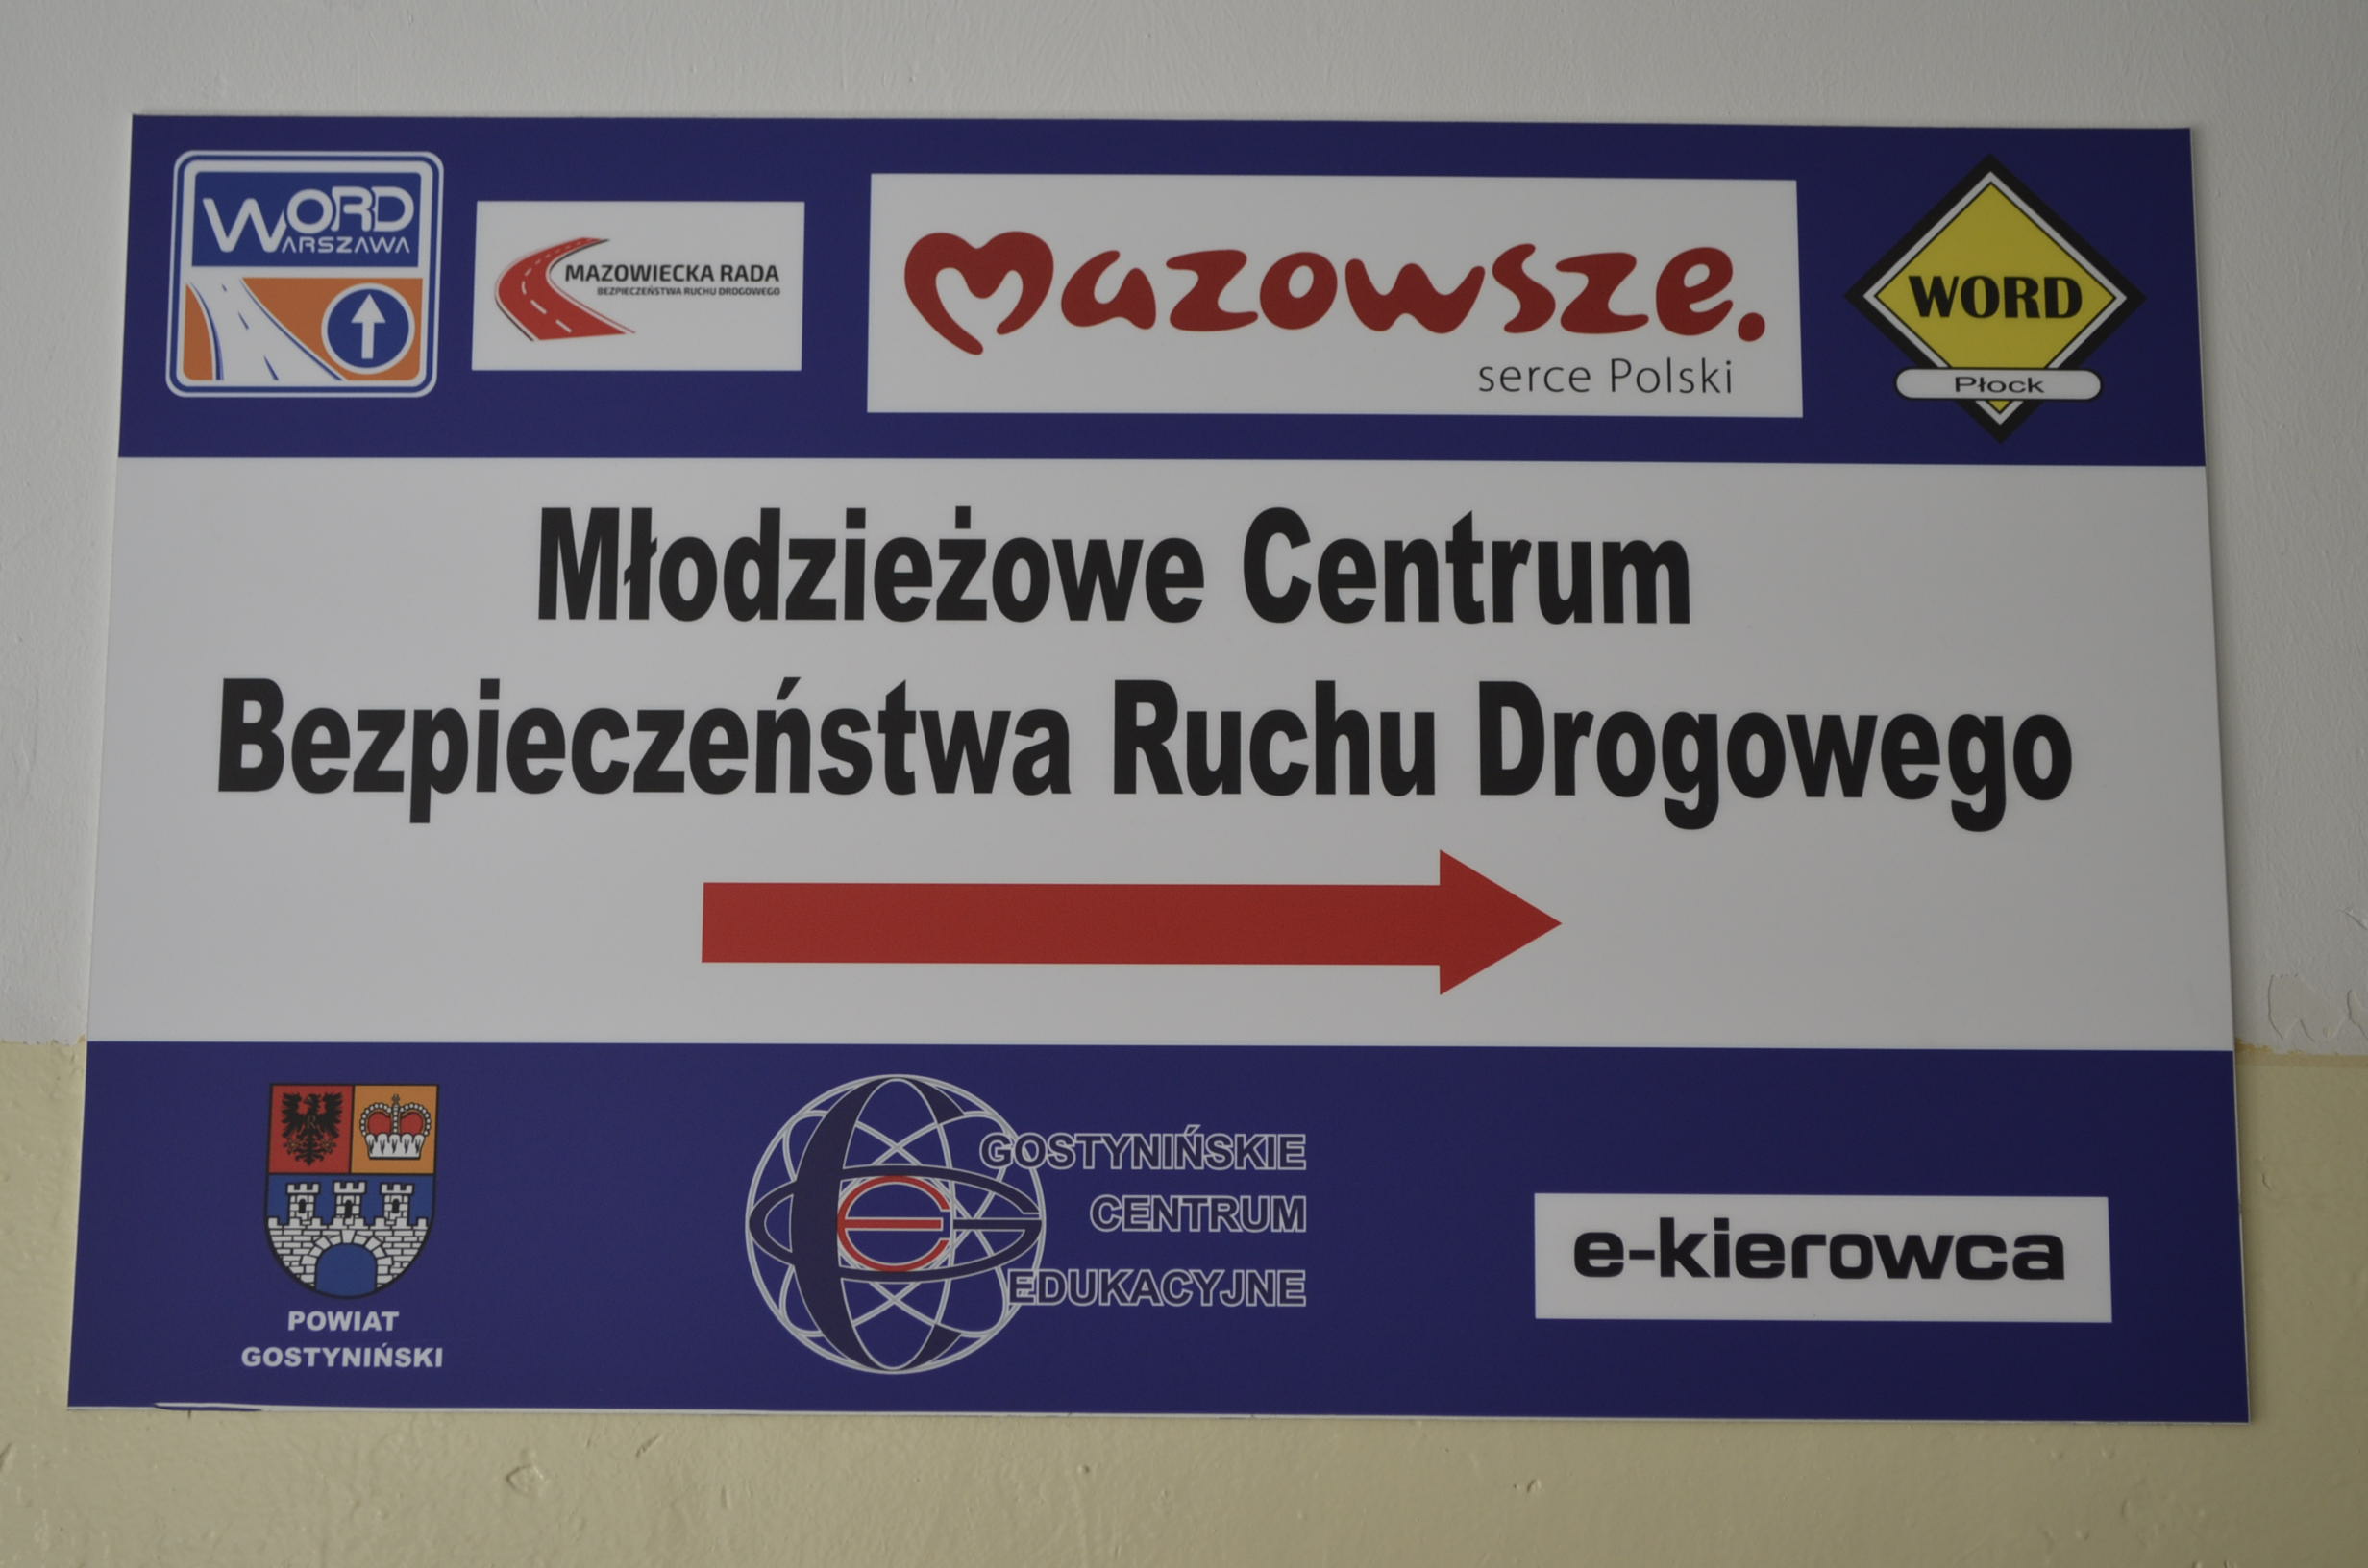 WORD
WARSZAWA
MAZOWIECKA RADA
BEZPIECZEŃSTWA RUCHU DROGOWEGO
Mazowsze.
serce Polski
WORD
Płock
Młodzieżowe Centrum
Bezpieczeństwa Ruchu Drogowego
POWIAT
GOSTYNIŃSKI
GOSTYNIŃSKIE
CENTRUM
EDUKACYJNE
e-kierowca